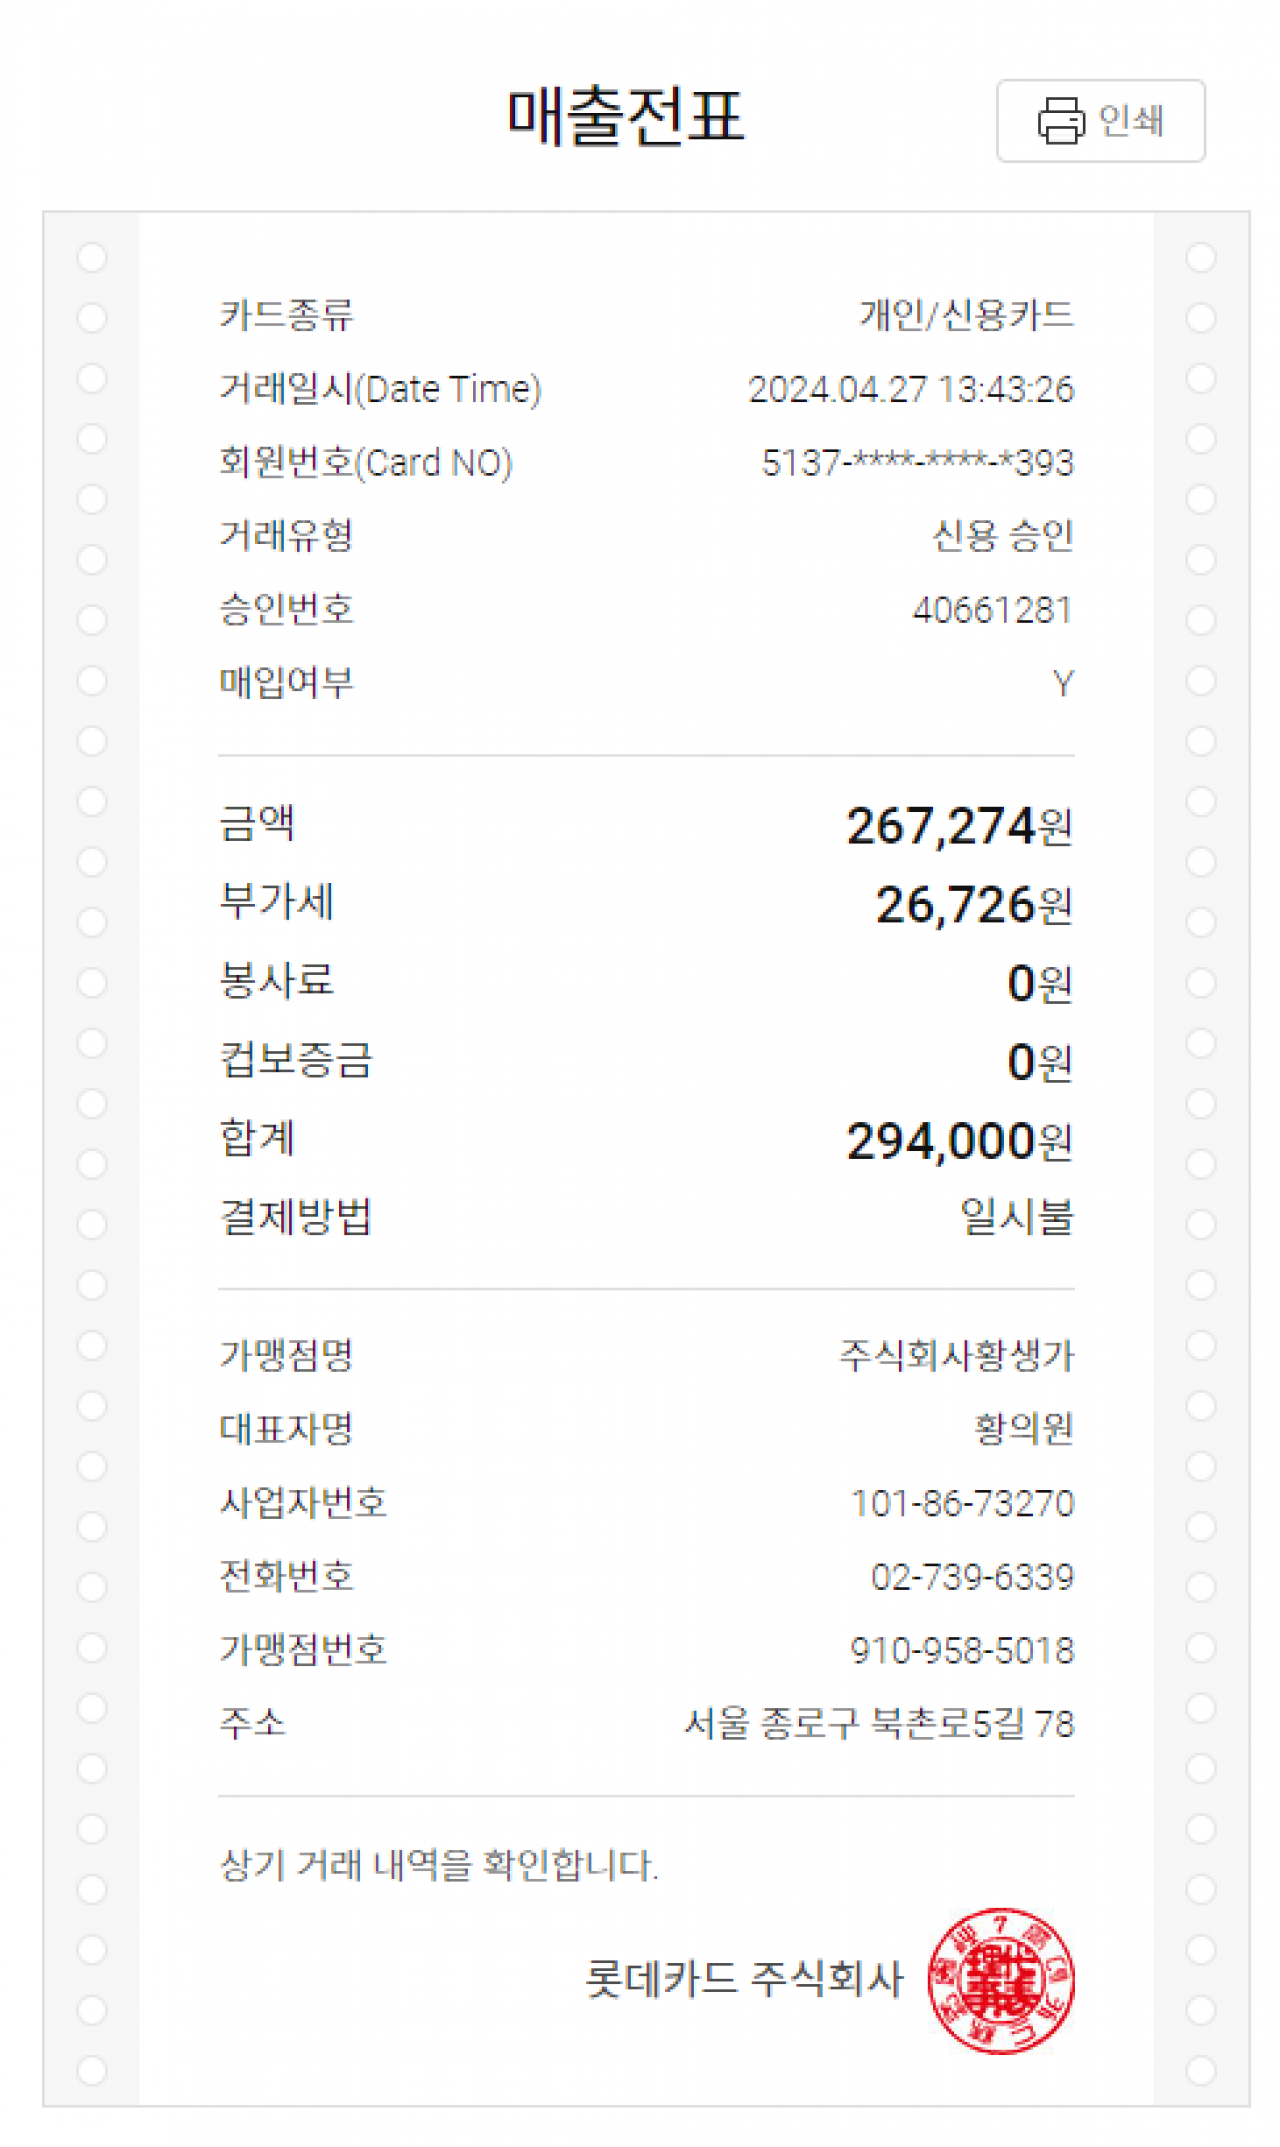 매출전표
인쇄
카드종류 개인/신용카드
거래일시(Date Time) 2024.04.27 13:43:26
회원번호(Card NO) 5137-****-****-*393
거래유형 신용 승인
승인번호 40661281
매입여부 Y
금액 267,274원
부가세 26,726원
봉사료 0원
컵보증금 0원
합계 294,000원
결제방법 일시불
가맹점명 주식회사황생가
대표자명 황의원
사업자번호 101-86-73270
전화번호 02-739-6339
가맹점번호 910-958-5018
주소 서울 종로구 북촌로5길 78
상기 거래 내역을 확인합니다.
롯데카드 주식회사